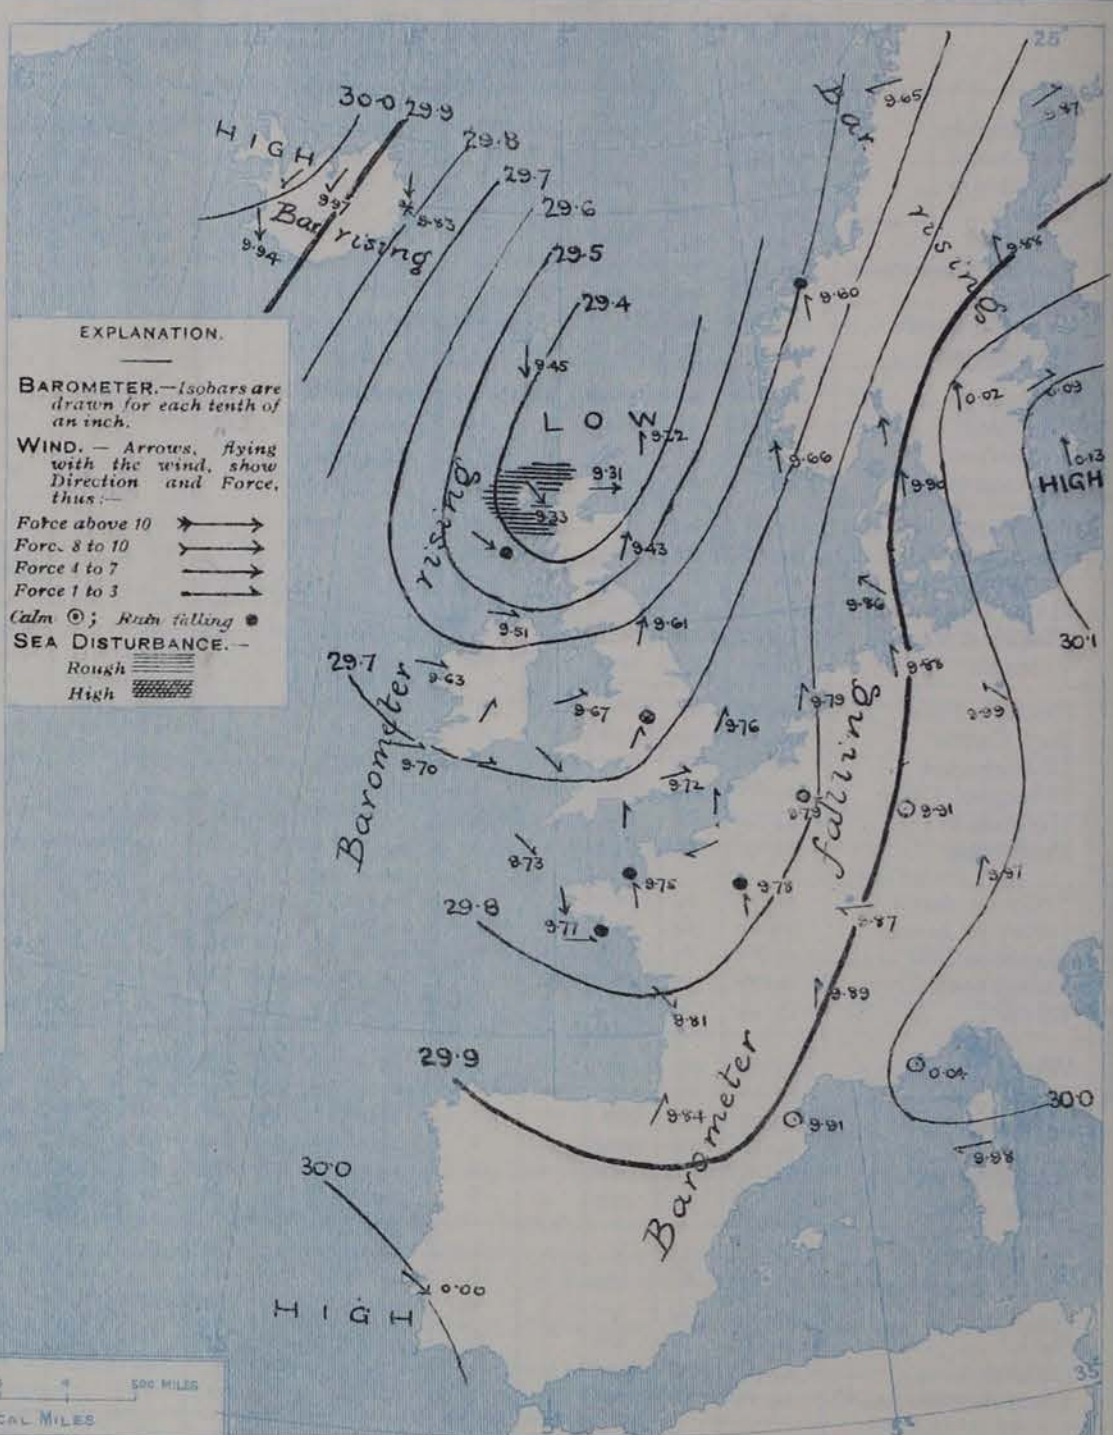 25°
30·0
29·9
29·8
29·7
29·6
29·5
29·4
HIGH
9·97
9·83
Bar rising
9·94
Bar.
9·65
9·87
rising
9·88
9·60
9·45
LOW
9·22
9·31
9·33
9·43
9·66
0·02
0·09
0·13
HIGH
9·90
EXPLANATION.
BAROMETER.—Isobars are
drawn for each tenth of
an inch.
WIND. — Arrows, flying
with the wind, show
Direction and Force,
thus:—
Force above 10
Force 8 to 10
Force 4 to 7
Force 1 to 3
Calm ⊙; Rain falling ●
SEA DISTURBANCE.—
Rough
High
Barometer rising
9·51
9·61
9·86
9·88
30·1
29·7
9·63
9·67
9·79
9·76
9·99
9·70
9·72
9·79
9·91
9·73
9·75
9·78
9·97
29·8
9·77
9·87
9·81
9·89
Barometer falling
29·9
0·04
30·0
9·84
9·91
9·98
30·0
0·00
HIGH
500 MILES
CAL MILES
35
5°